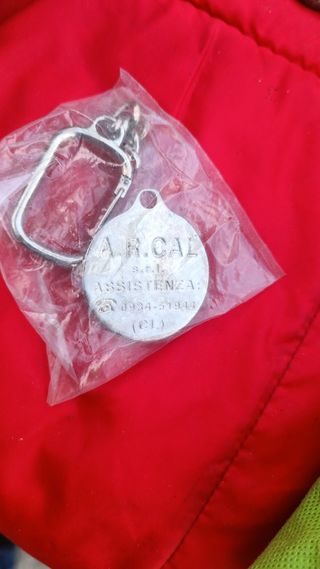 A.R.CAL
s.r.l.
ASSISTENZA:
☎ 0934-51944
(CL)